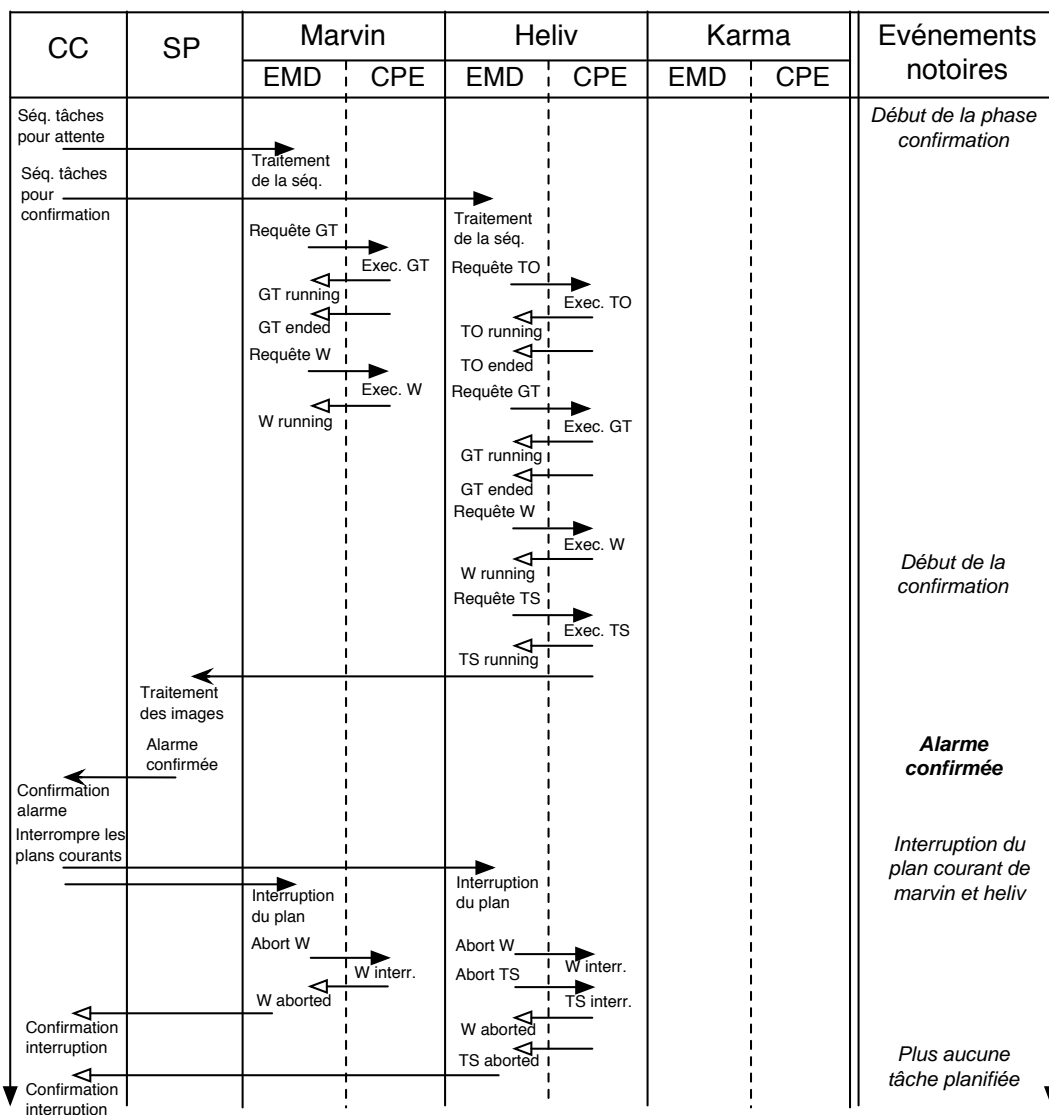 CC
SP
Marvin
Heliv
Karma
Evénements
notoires
EMD
CPE
EMD
CPE
EMD
CPE
Séq. tâches
pour attente
Début de la phase
confirmation
Traitement
de la séq.
Séq. tâches
pour
confirmation
Traitement
de la séq.
Requête GT
Exec. GT
Requête TO
GT running
Exec. TO
GT ended
TO running
Requête W
TO ended
Exec. W
Requête GT
W running
Exec. GT
GT running
GT ended
Requête W
Exec. W
W running
Début de la
confirmation
Requête TS
Exec. TS
TS running
Traitement
des images
Alarme
confirmée
Alarme
confirmée
Confirmation
alarme
Interrompre les
plans courants
Interruption du
plan courant de
marvin et heliv
Interruption
du plan
Interruption
du plan
Abort W
Abort W
W interr.
W interr.
Abort TS
W aborted
TS interr.
Confirmation
interruption
W aborted
TS aborted
Plus aucune
tâche planifiée
Confirmation
interruption